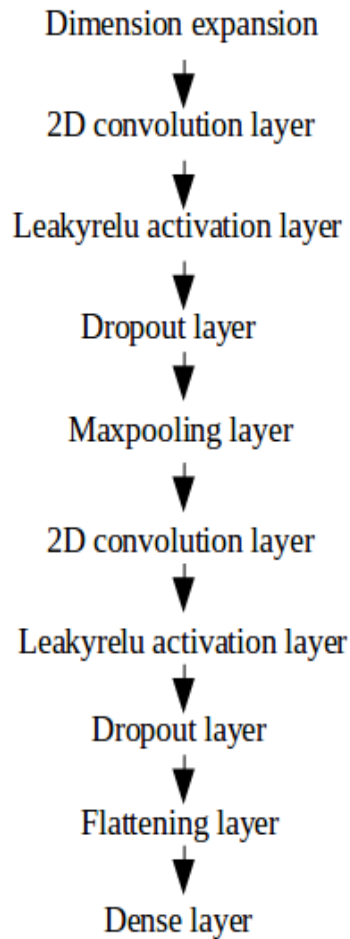 Dimension expansion
2D convolution layer
Leakyrelu activation layer
Dropout layer
Maxpooling layer
2D convolution layer
Leakyrelu activation layer
Dropout layer
Flattening layer
Dense layer